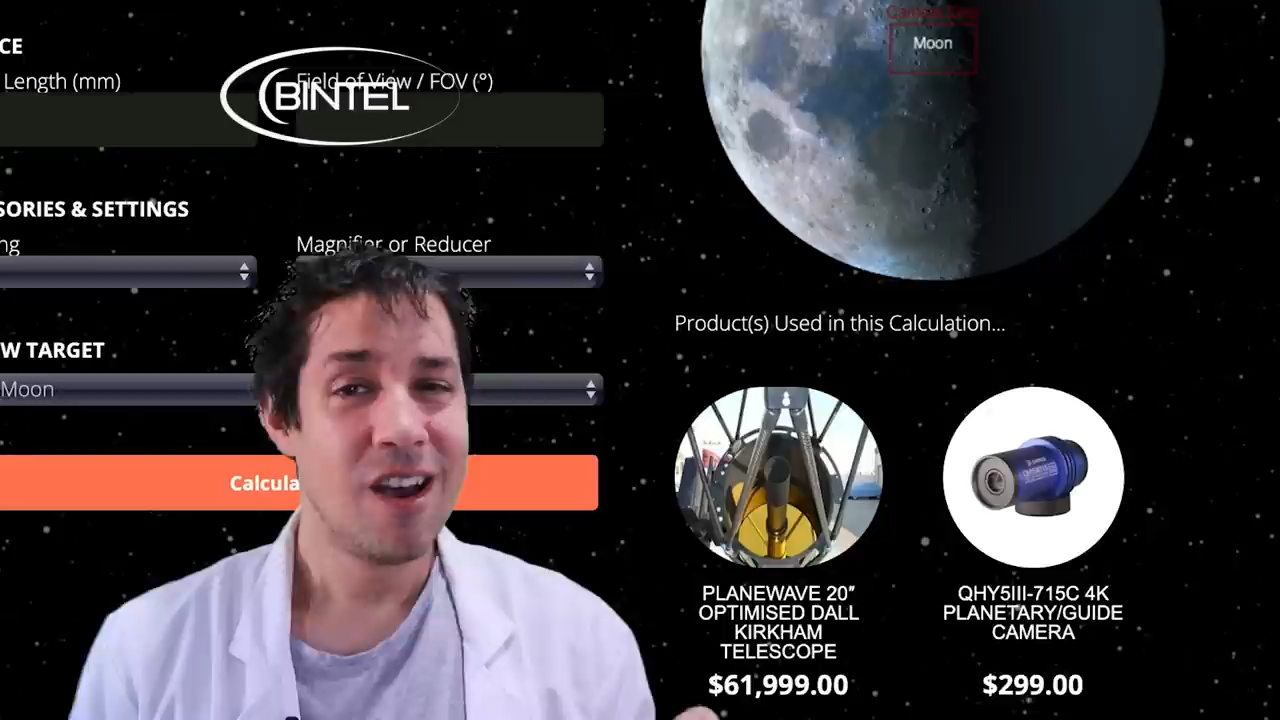 CE
Length (mm)
Field of View / FOV (°)
BINTEL
SORIES & SETTINGS
ng
Magnifier or Reducer
W TARGET
Moon
Calcula
Moon
Product(s) Used in this Calculation...
PLANEWAVE 20″
OPTIMISED DALL
KIRKHAM
TELESCOPE
$61,999.00
QHY5III-715C 4K
PLANETARY/GUIDE
CAMERA
$299.00